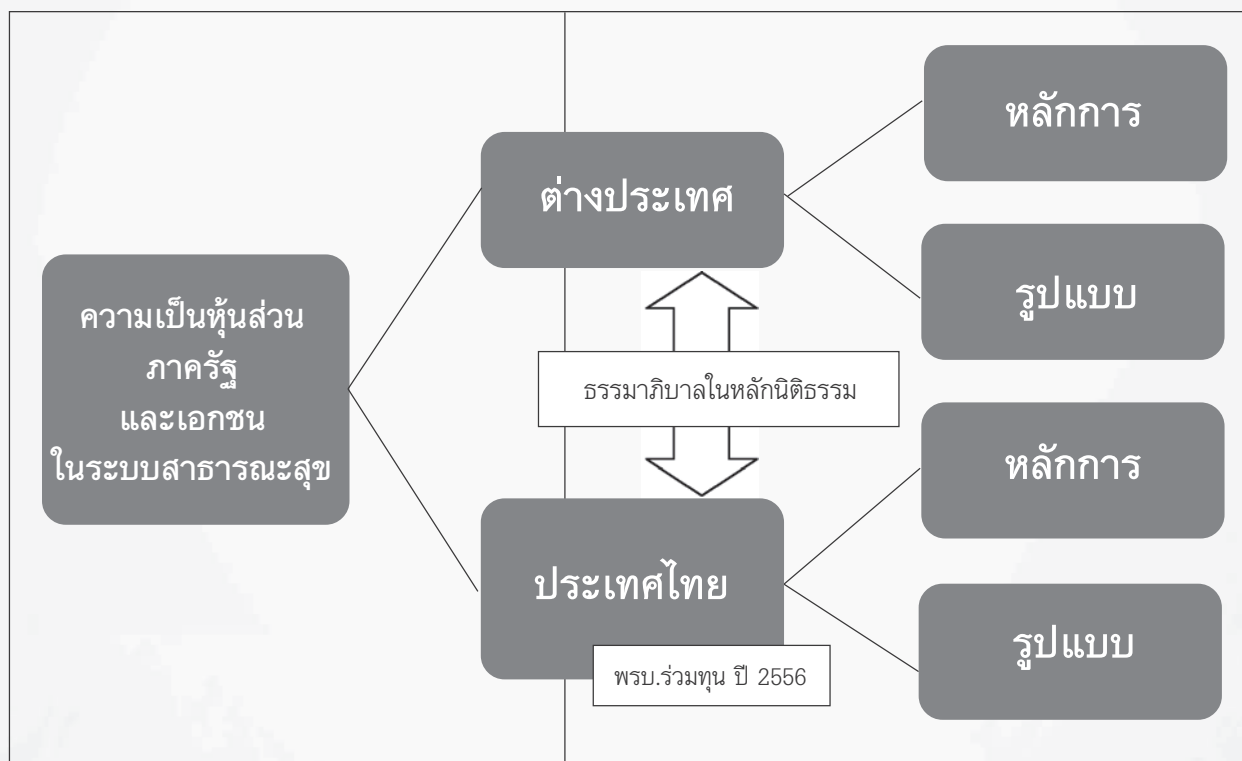 ความเป็นหุ้นส่วน
ภาครัฐ
และเอกชน
ในระบบสาธารณะสุข
ต่างประเทศ
ธรรมาภิบาลในหลักนิติธรรม
ประเทศไทย
พรบ.ร่วมทุน ปี 2556
หลักการ
รูปแบบ
หลักการ
รูปแบบ